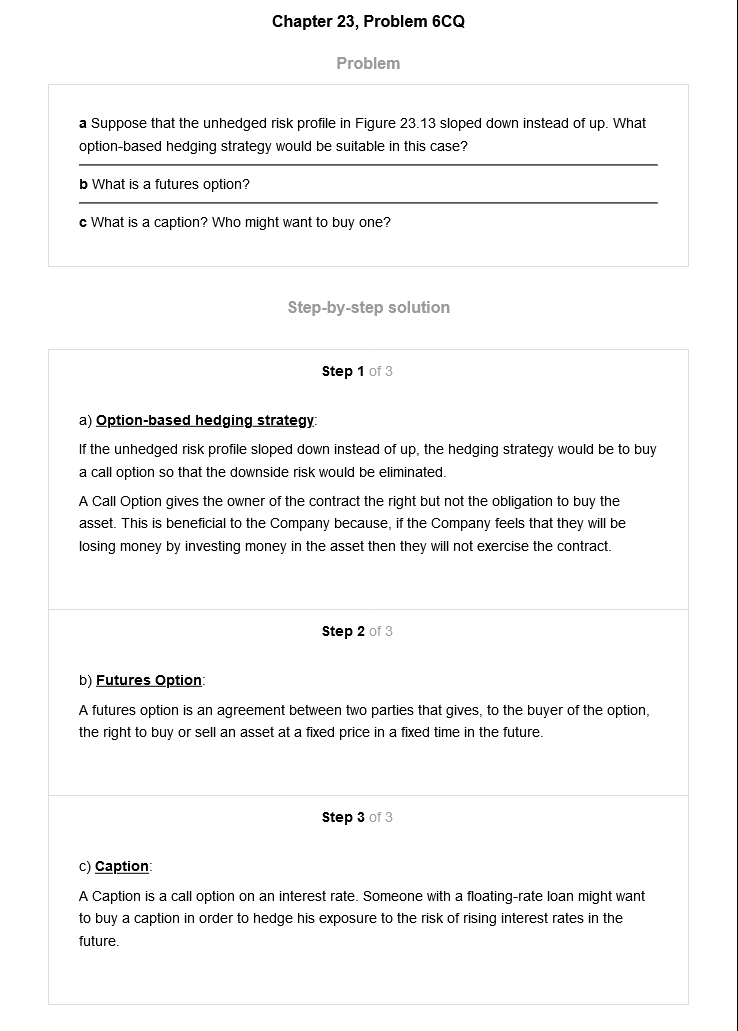 Chapter 23, Problem 6CQ
Problem
a Suppose that the unhedged risk profile in Figure 23.13 sloped down instead of up. What
option-based hedging strategy would be suitable in this case?
b What is a futures option?
c What is a caption? Who might want to buy one?
Step-by-step solution
Step 1 of 3
a) Option-based hedging strategy:
If the unhedged risk profile sloped down instead of up, the hedging strategy would be to buy
a call option so that the downside risk would be eliminated.
A Call Option gives the owner of the contract the right but not the obligation to buy the
asset. This is beneficial to the Company because, if the Company feels that they will be
losing money by investing money in the asset then they will not exercise the contract.
Step 2 of 3
b) Futures Option:
A futures option is an agreement between two parties that gives, to the buyer of the option,
the right to buy or sell an asset at a fixed price in a fixed time in the future.
Step 3 of 3
c) Caption:
A Caption is a call option on an interest rate. Someone with a floating-rate loan might want
to buy a caption in order to hedge his exposure to the risk of rising interest rates in the
future.